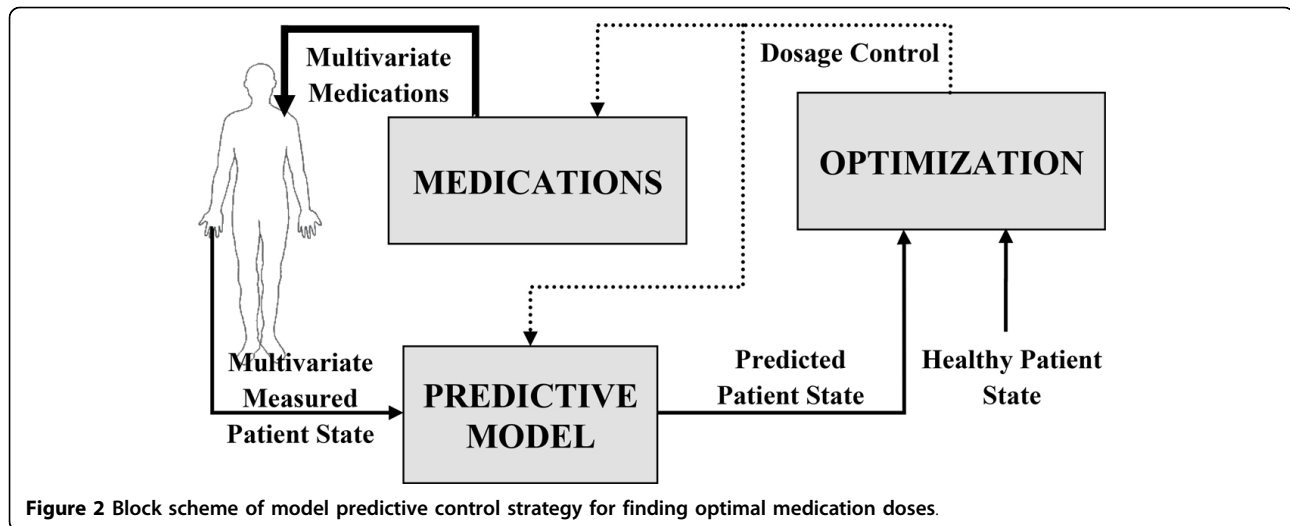 Multivariate
Medications
Dosage Control
MEDICATIONS
OPTIMIZATION
Multivariate
Measured
Patient State
PREDICTIVE
MODEL
Predicted
Patient State
Healthy Patient
State
Figure 2 Block scheme of model predictive control strategy for finding optimal medication doses.